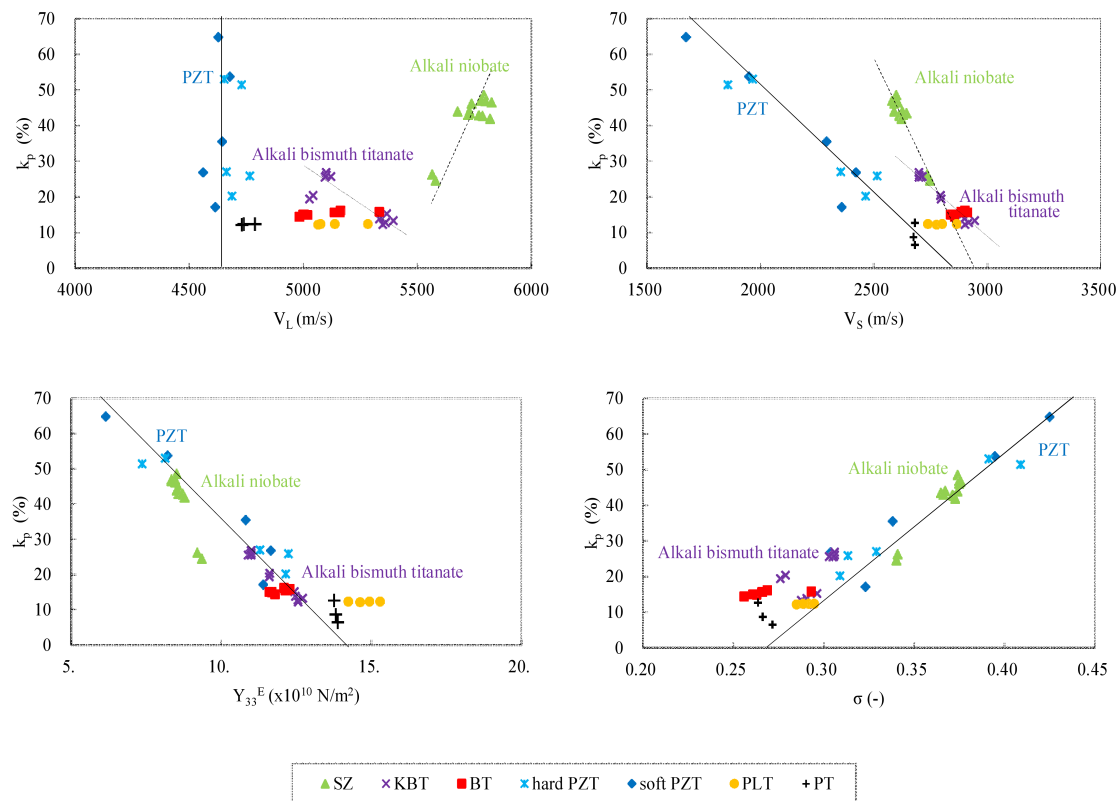 70
60
50
40
30
20
10
0
kp (%)
PZT
Alkali niobate
Alkali bismuth titanate
4000 4500 5000 5500 6000
VL (m/s)
70
60
50
40
30
20
10
0
kp (%)
PZT
Alkali niobate
Alkali bismuth
titanate
1500 2000 2500 3000 3500
VS (m/s)
70
60
50
40
30
20
10
0
kp (%)
PZT
Alkali niobate
Alkali bismuth titanate
5. 10. 15. 20.
Y33E (x10^10 N/m²)
70
60
50
40
30
20
10
0
kp (%)
Alkali niobate
PZT
Alkali bismuth titanate
0.20 0.25 0.30 0.35 0.40 0.45
σ (-)
SZ KBT BT hard PZT soft PZT PLT PT